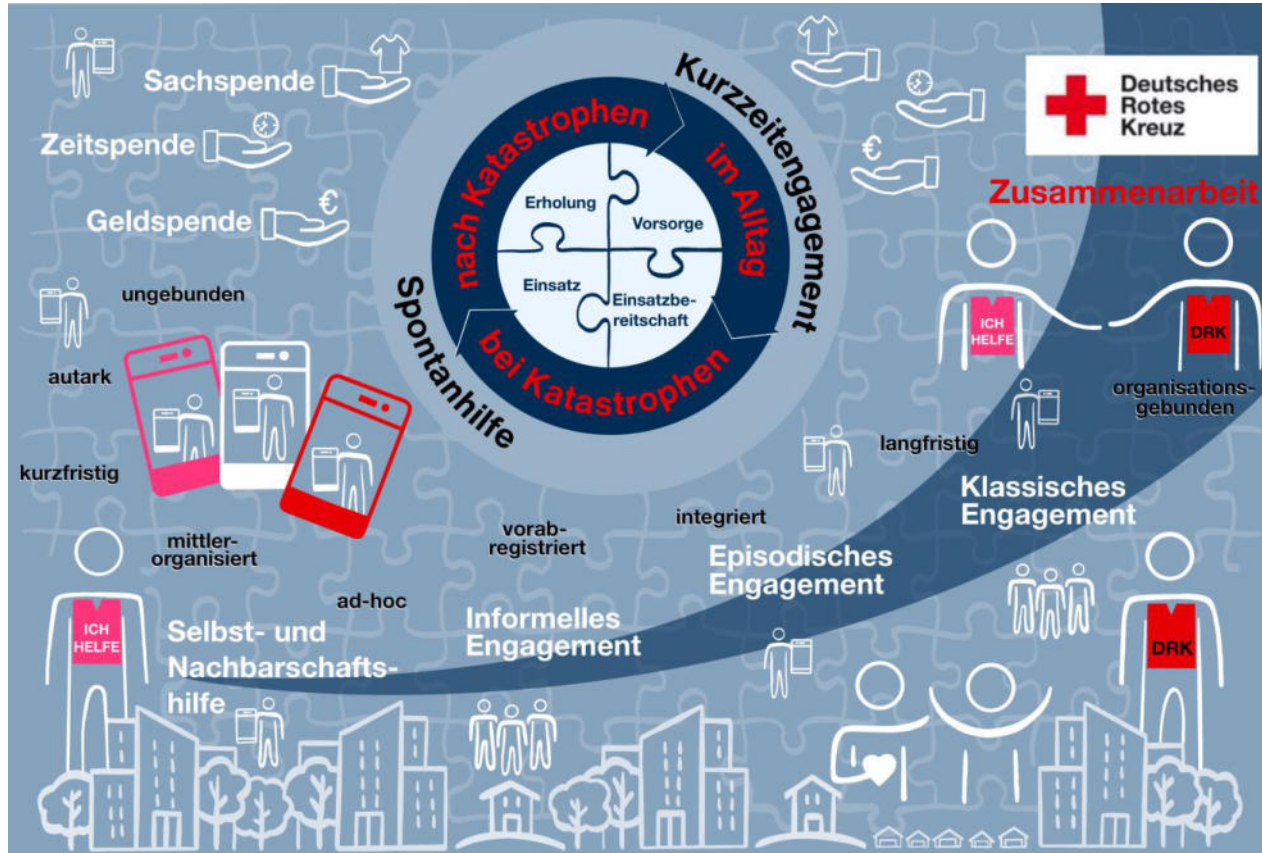 Sachspende
Zeitspende
Geldspende
ungebunden
autark
kurzfristig
mittler-
organisiert
ad-hoc
vorab-
registriert
integriert
langfristig
organisations-
gebunden
nach Katastrophen
im Alltag
bei Katastrophen
Kurzzeitengagement
Spontanhilfe
Erholung
Vorsorge
Einsatz
Einsatzbe-
reitschaft
€
€
Deutsches
Rotes
Kreuz
Zusammenarbeit
ICH
HELFE
DRK
Klassisches
Engagement
Episodisches
Engagement
Informelles
Engagement
Selbst- und
Nachbarschafts-
hilfe
ICH
HELFE
DRK